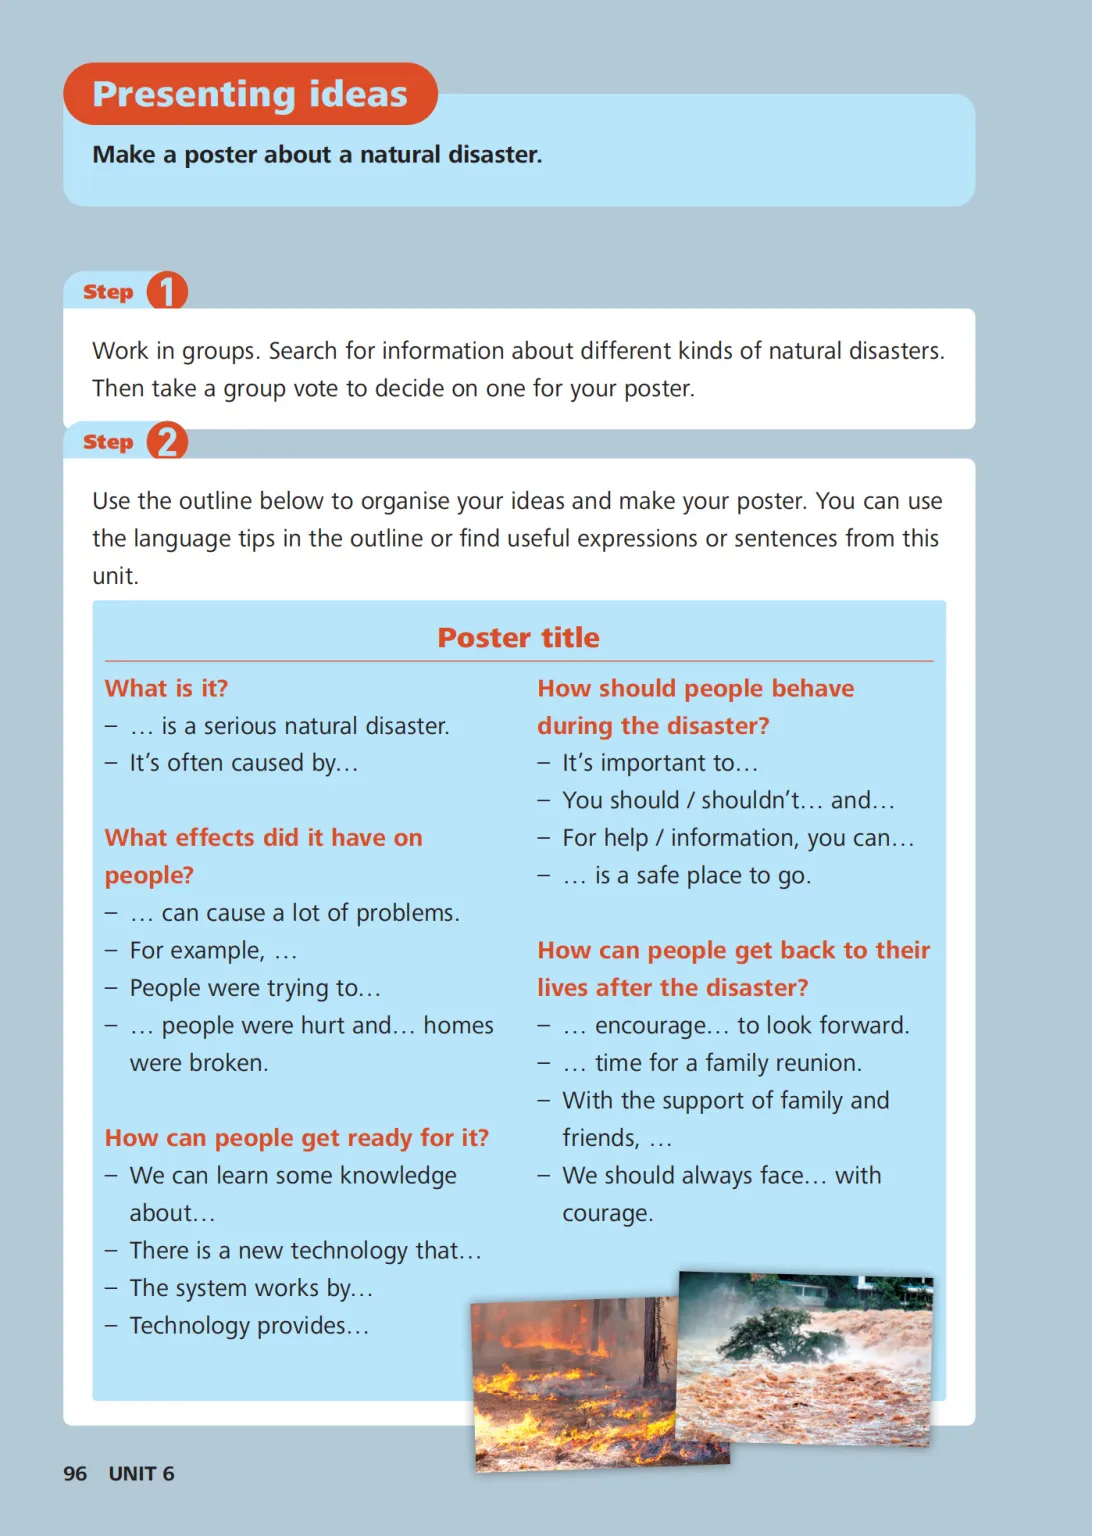 Presenting ideas
Make a poster about a natural disaster.
Step 1
Work in groups. Search for information about different kinds of natural disasters.
Then take a group vote to decide on one for your poster.
Step 2
Use the outline below to organise your ideas and make your poster. You can use
the language tips in the outline or find useful expressions or sentences from this
unit.
Poster title
What is it?
– … is a serious natural disaster.
– It’s often caused by…
What effects did it have on
people?
– … can cause a lot of problems.
– For example, …
– People were trying to…
– … people were hurt and… homes
were broken.
How can people get ready for it?
– We can learn some knowledge
about…
– There is a new technology that…
– The system works by…
– Technology provides…
How should people behave
during the disaster?
– It’s important to…
– You should / shouldn’t… and…
– For help / information, you can…
– … is a safe place to go.
How can people get back to their
lives after the disaster?
– … encourage… to look forward.
– … time for a family reunion.
– With the support of family and
friends, …
– We should always face… with
courage.
96 UNIT 6